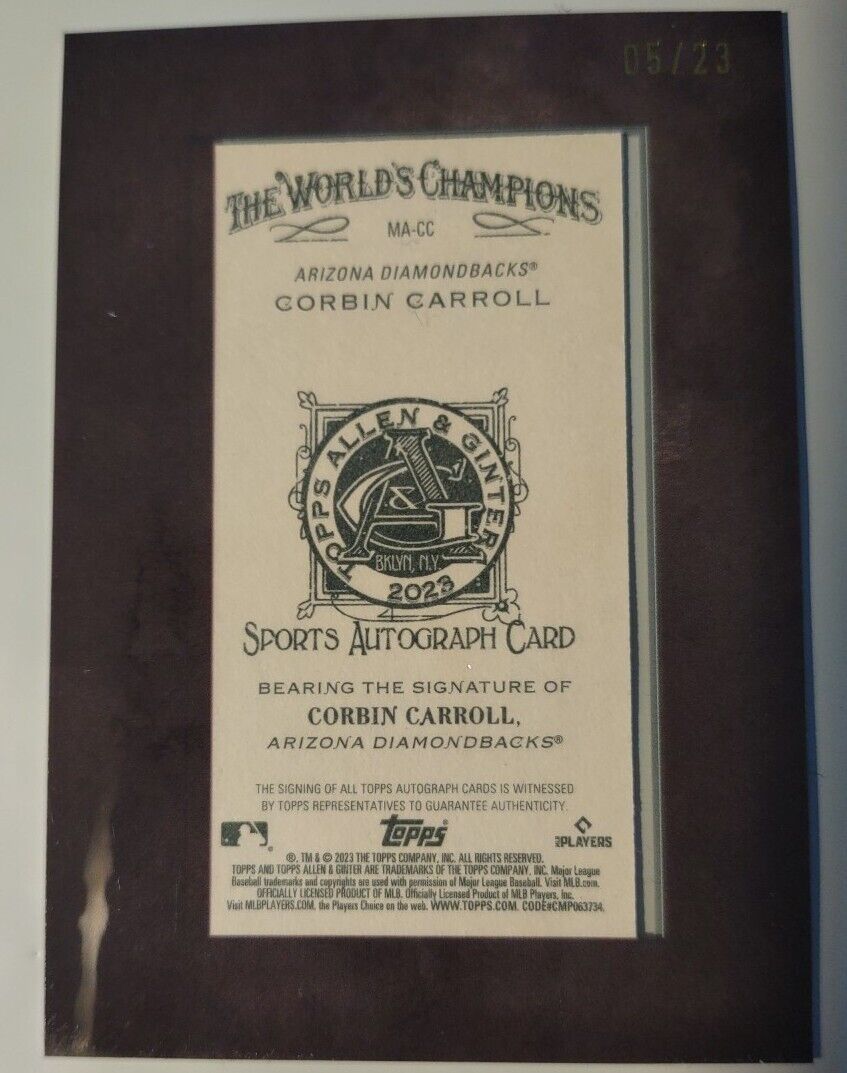 05/23
THE WORLD'S CHAMPIONS
MA-CC
ARIZONA DIAMONDBACKS®
CORBIN CARROLL
TOPPS ALLEN & GINTER
A&G
BKLYN, N.Y.
2023
SPORTS AUTOGRAPH CARD
BEARING THE SIGNATURE OF
CORBIN CARROLL,
ARIZONA DIAMONDBACKS®
THE SIGNING OF ALL TOPPS AUTOGRAPH CARDS IS WITNESSED
BY TOPPS REPRESENTATIVES TO GUARANTEE AUTHENTICITY.
topps® PLAYERS
®, TM & © 2023 THE TOPPS COMPANY, INC. ALL RIGHTS RESERVED.
TOPPS AND TOPPS ALLEN & GINTER ARE TRADEMARKS OF THE TOPPS COMPANY, INC. Major League
Baseball trademarks and copyrights are used with permission of Major League Baseball. Visit MLB.com.
OFFICIALLY LICENSED PRODUCT OF MLB. Officially Licensed Product of MLB Players, Inc.
Visit MLBPLAYERS.COM, the Players Choice on the web. WWW.TOPPS.COM. CODE#CMP063734.